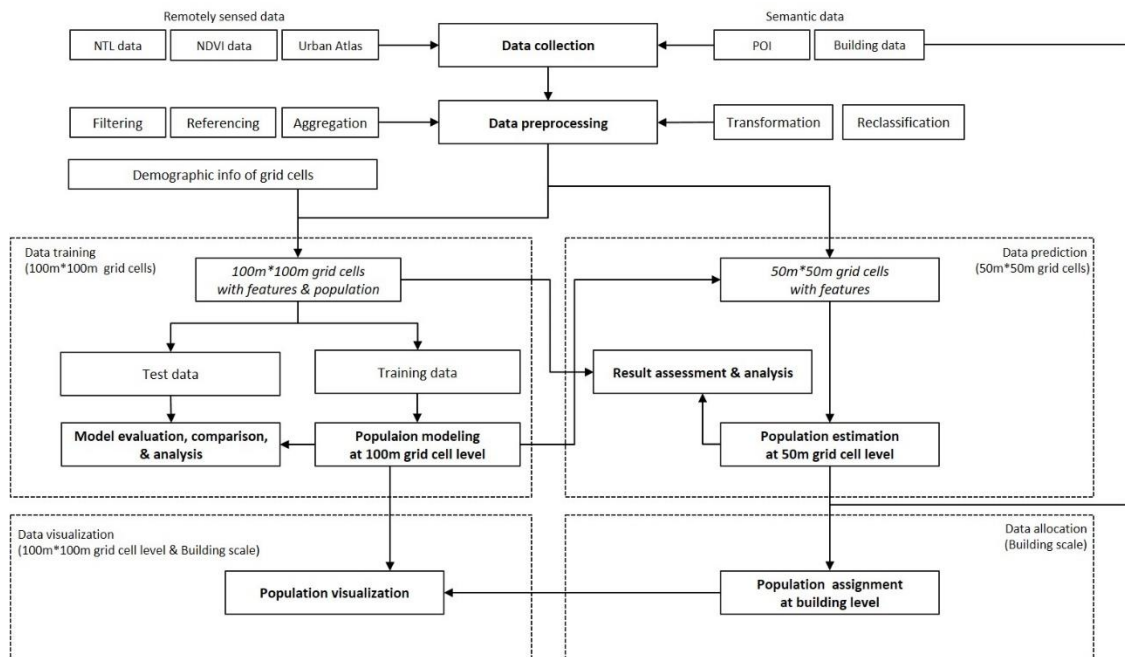 Remotely sensed data
Semantic data
NTL data
NDVI data
Urban Atlas
Data collection
POI
Building data
Filtering
Referencing
Aggregation
Data preprocessing
Transformation
Reclassification
Demographic info of grid cells
Data training
(100m*100m grid cells)
100m*100m grid cells
with features & population
Data prediction
(50m*50m grid cells)
50m*50m grid cells
with features
Test data
Training data
Result assessment & analysis
Model evaluation, comparison,
& analysis
Populaion modeling
at 100m grid cell level
Population estimation
at 50m grid cell level
Data visualization
(100m*100m grid cell level & Building scale)
Data allocation
(Building scale)
Population visualization
Population assignment
at building level